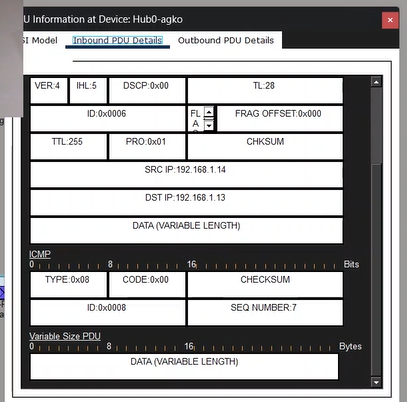 U Information at Device: Hub0-agko
SI Model Inbound PDU Details Outbound PDU Details
VER:4 IHL:5 DSCP:0x00 TL:28
ID:0x0006 FL A FRAG OFFSET:0x000
TTL:255 PRO:0x01 CHKSUM
SRC IP:192.168.1.14
DST IP:192.168.1.13
DATA (VARIABLE LENGTH)
ICMP
0 8 16 Bits
TYPE:0x08 CODE:0x00 CHECKSUM
ID:0x0008 SEQ NUMBER:7
Variable Size PDU
0 8 16 Bytes
DATA (VARIABLE LENGTH)